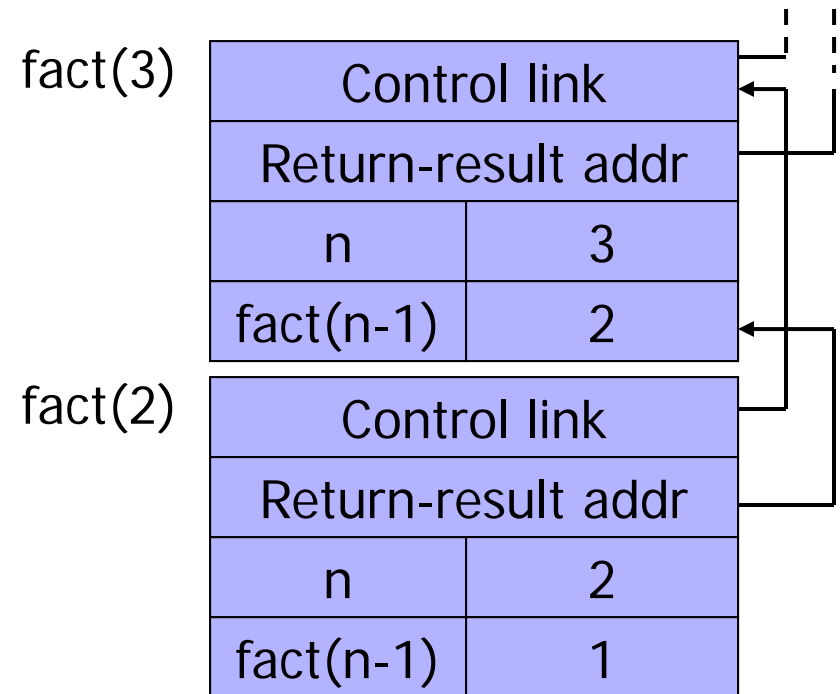 fact(3)
Control link
Return-result addr
n 3
fact(n-1) 2
fact(2)
Control link
Return-result addr
n 2
fact(n-1) 1